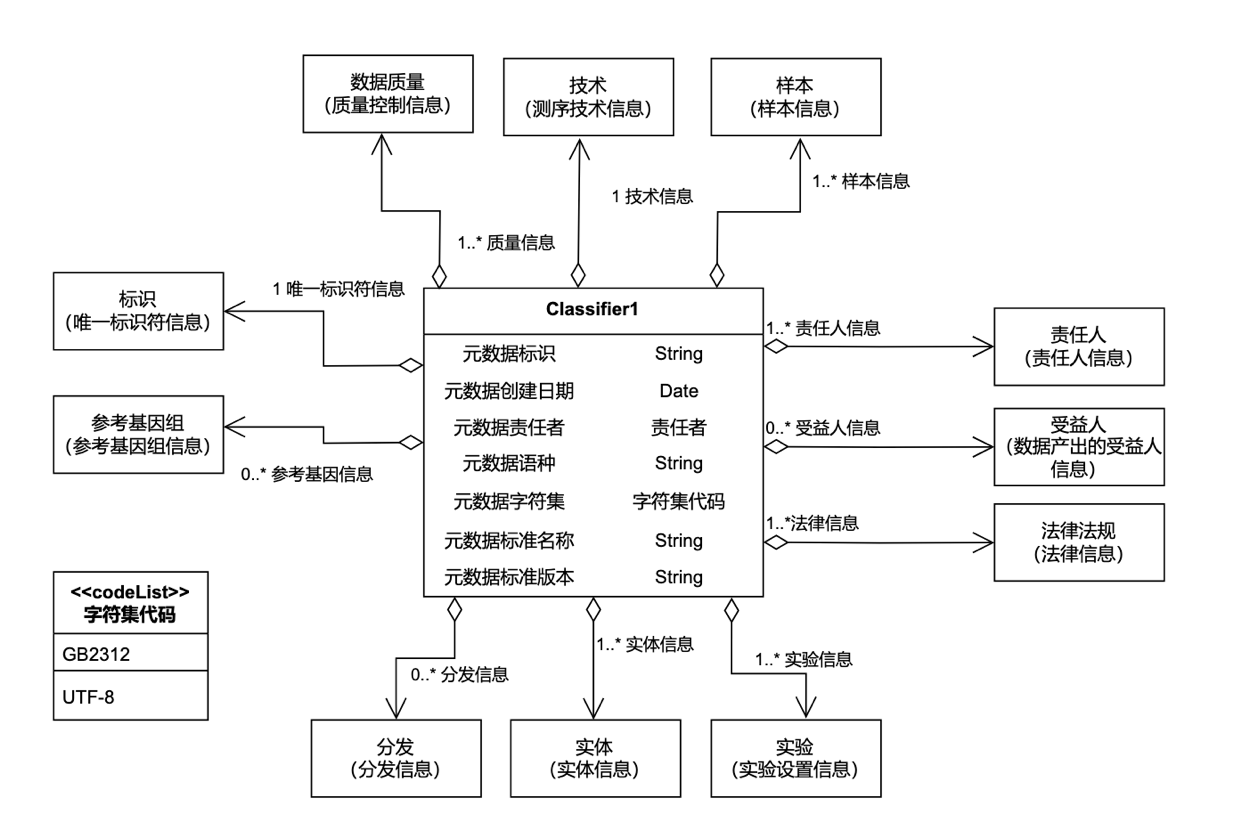 数据质量
（质量控制信息）
技术
（测序技术信息）
样本
（样本信息）
1..* 质量信息
1 技术信息
1..* 样本信息
标识
（唯一标识符信息）
1 唯一标识符信息
参考基因组
（参考基因组信息）
0..* 参考基因信息
Classifier1
元数据标识 String
元数据创建日期 Date
元数据责任者 责任者
元数据语种 String
元数据字符集 字符集代码
元数据标准名称 String
元数据标准版本 String
1..* 责任人信息
责任人
（责任人信息）
0..* 受益人信息
受益人
（数据产出的受益人
信息）
1..*法律信息
法律法规
（法律信息）
<<codeList>>
字符集代码
GB2312
UTF-8
0..* 分发信息
1..* 实体信息
1..* 实验信息
分发
（分发信息）
实体
（实体信息）
实验
（实验设置信息）